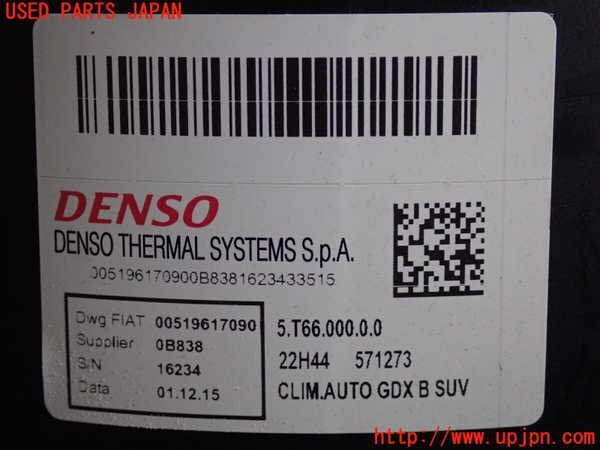 USED PARTS JAPAN
DENSO
DENSO THERMAL SYSTEMS S.p.A.
005196170900B8381623433515
Dwg FIAT 00519617090
Supplier 0B838
S/N 16234
Data 01.12.15
5.T66.000.0.0
22H44 571273
CLIM.AUTO GDX B SUV
http://www.upjpn.com/